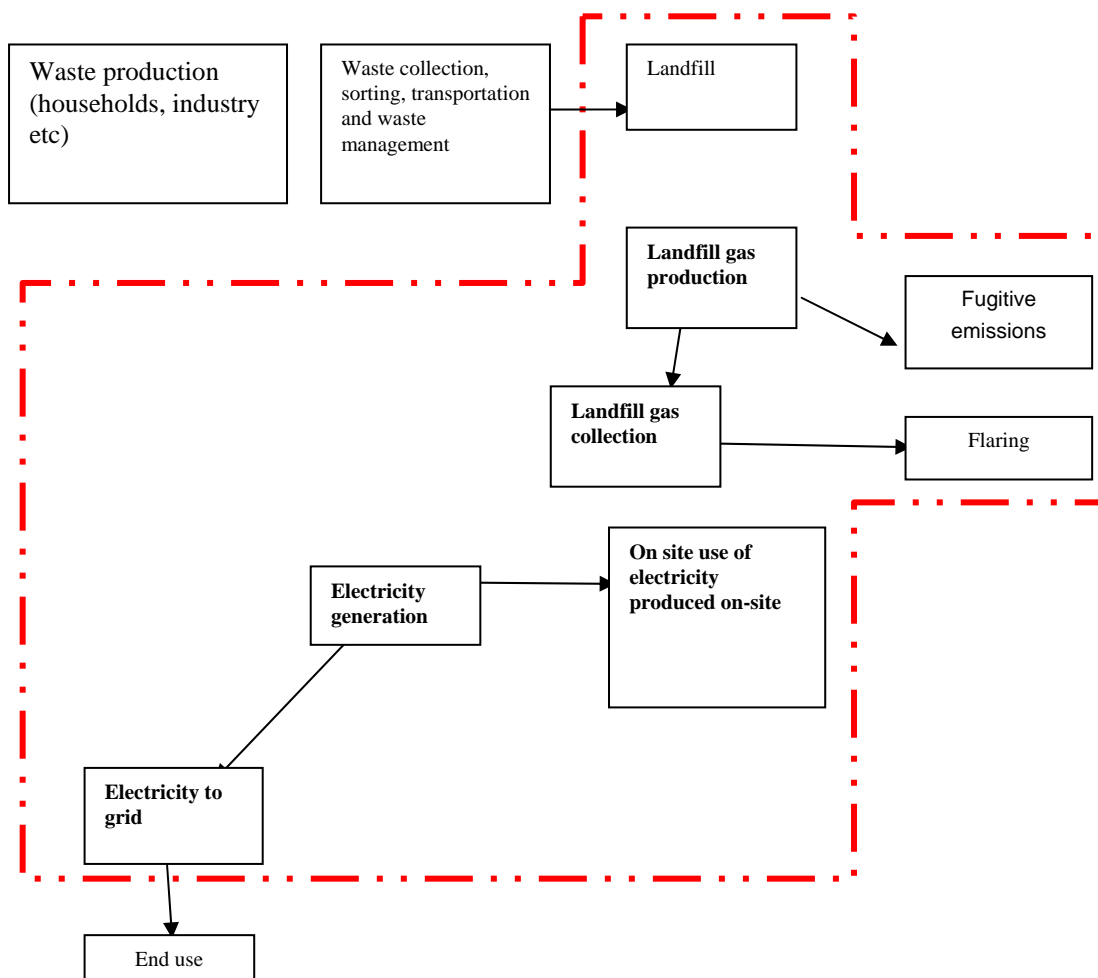 Waste production
(households, industry
etc)
Waste collection,
sorting, transportation
and waste
management
Landfill
Landfill gas
production
Fugitive
emissions
Landfill gas
collection
Flaring
On site use of
electricity
produced on-site
Electricity
generation
Electricity to
grid
End use